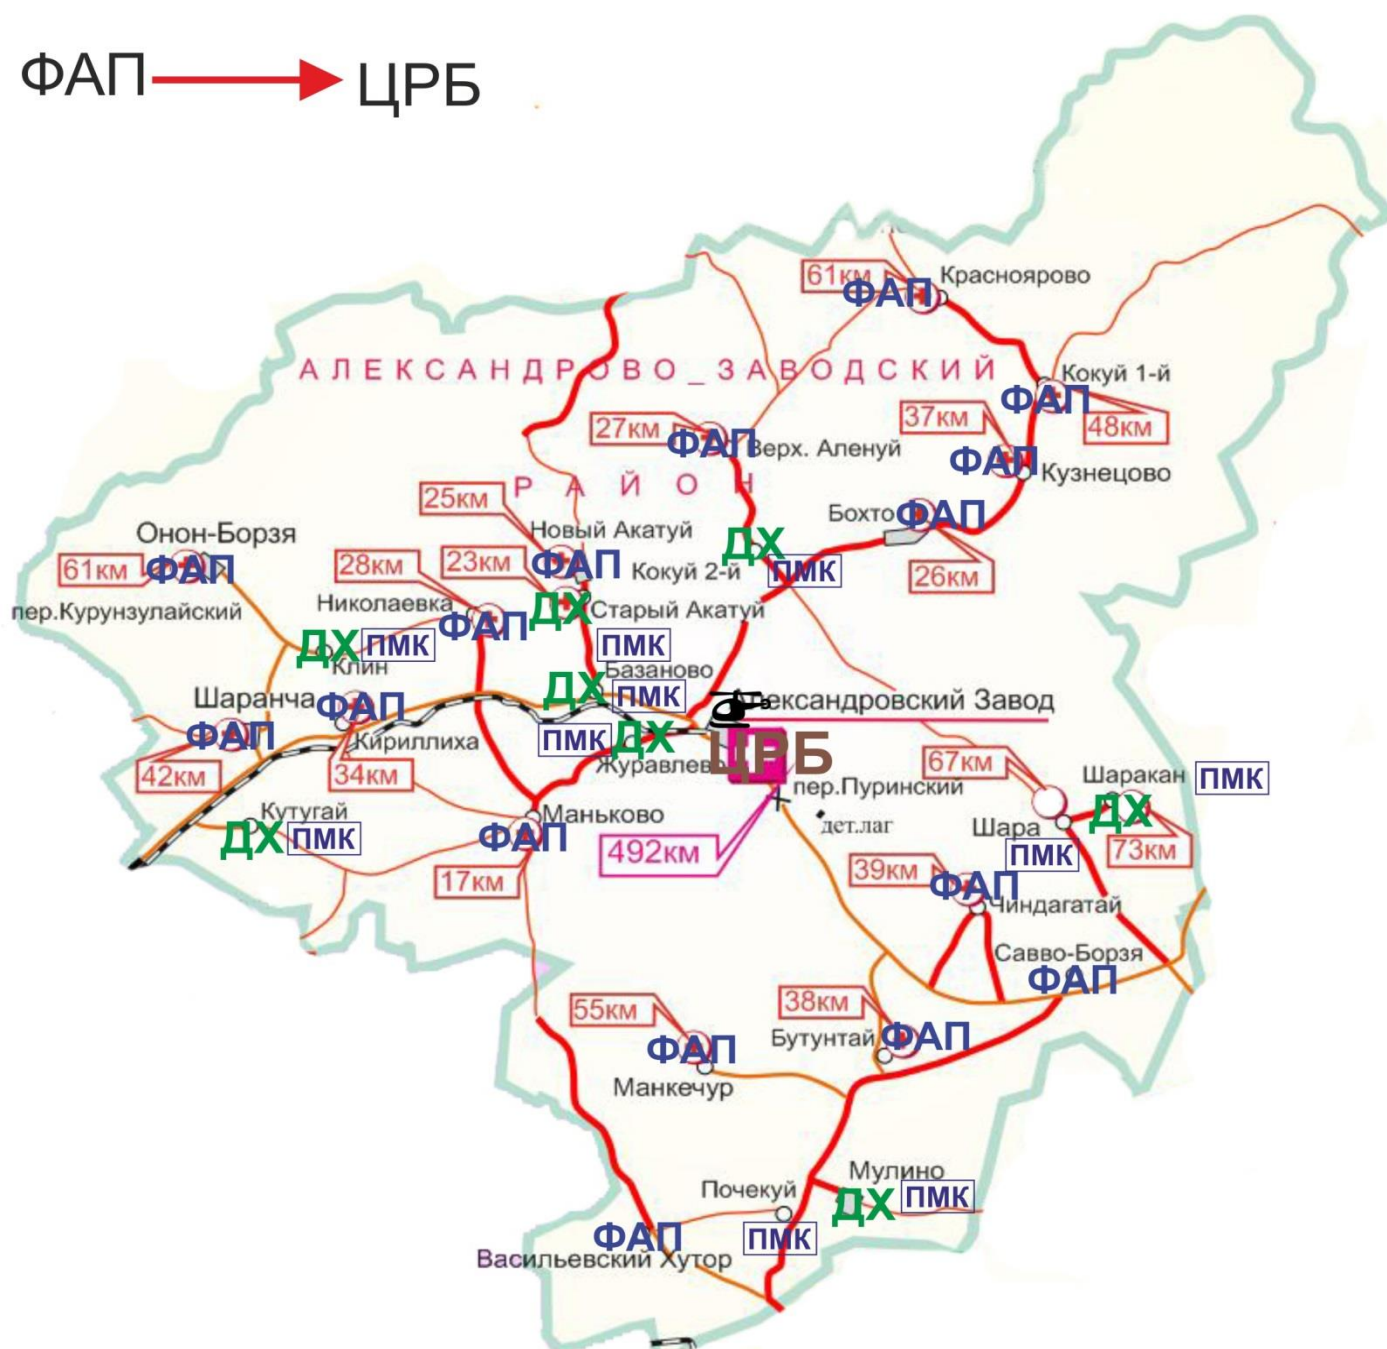 ФАП
ЦРБ
61км
ФАП
Красноярово
АЛЕКСАНДРОВО_ЗАВОДСКИЙ
Кокуй 1-й
ФАП
48км
37км
ФАП
Кузнецово
27км
ФАП
Верх. Аленуй
РАЙОН
25км
Новый Акатуй
ФАП
Бохто
ФАП
26км
ДХ
ПМК
Кокуй 2-й
Онон-Борзя
61км
ФАП
пер.Курунзулайский
28км
Николаевка
ФАП
23км
ДХ
Старый Акатуй
ПМК
ДХ
ПМК
Клин
Базаново
ДХ
ПМК
Шаранча
ФАП
42км
ФАП
Кириллиха
34км
ПМК
ДХ
Журавлево
ЦРБ
Александровский Завод
пер.Пуринский
дет.лаг
492км
67км
Шара
ПМК
Шаракан
ПМК
ДХ
73км
Кутугай
ДХ
ПМК
Маньково
ФАП
17км
39км
ФАП
Чиндагатай
Савво-Борзя
ФАП
55км
ФАП
Манкечур
38км
Бутунтай
ФАП
Мулино
ДХ
ПМК
Почекуй
ПМК
ФАП
Васильевский Хутор